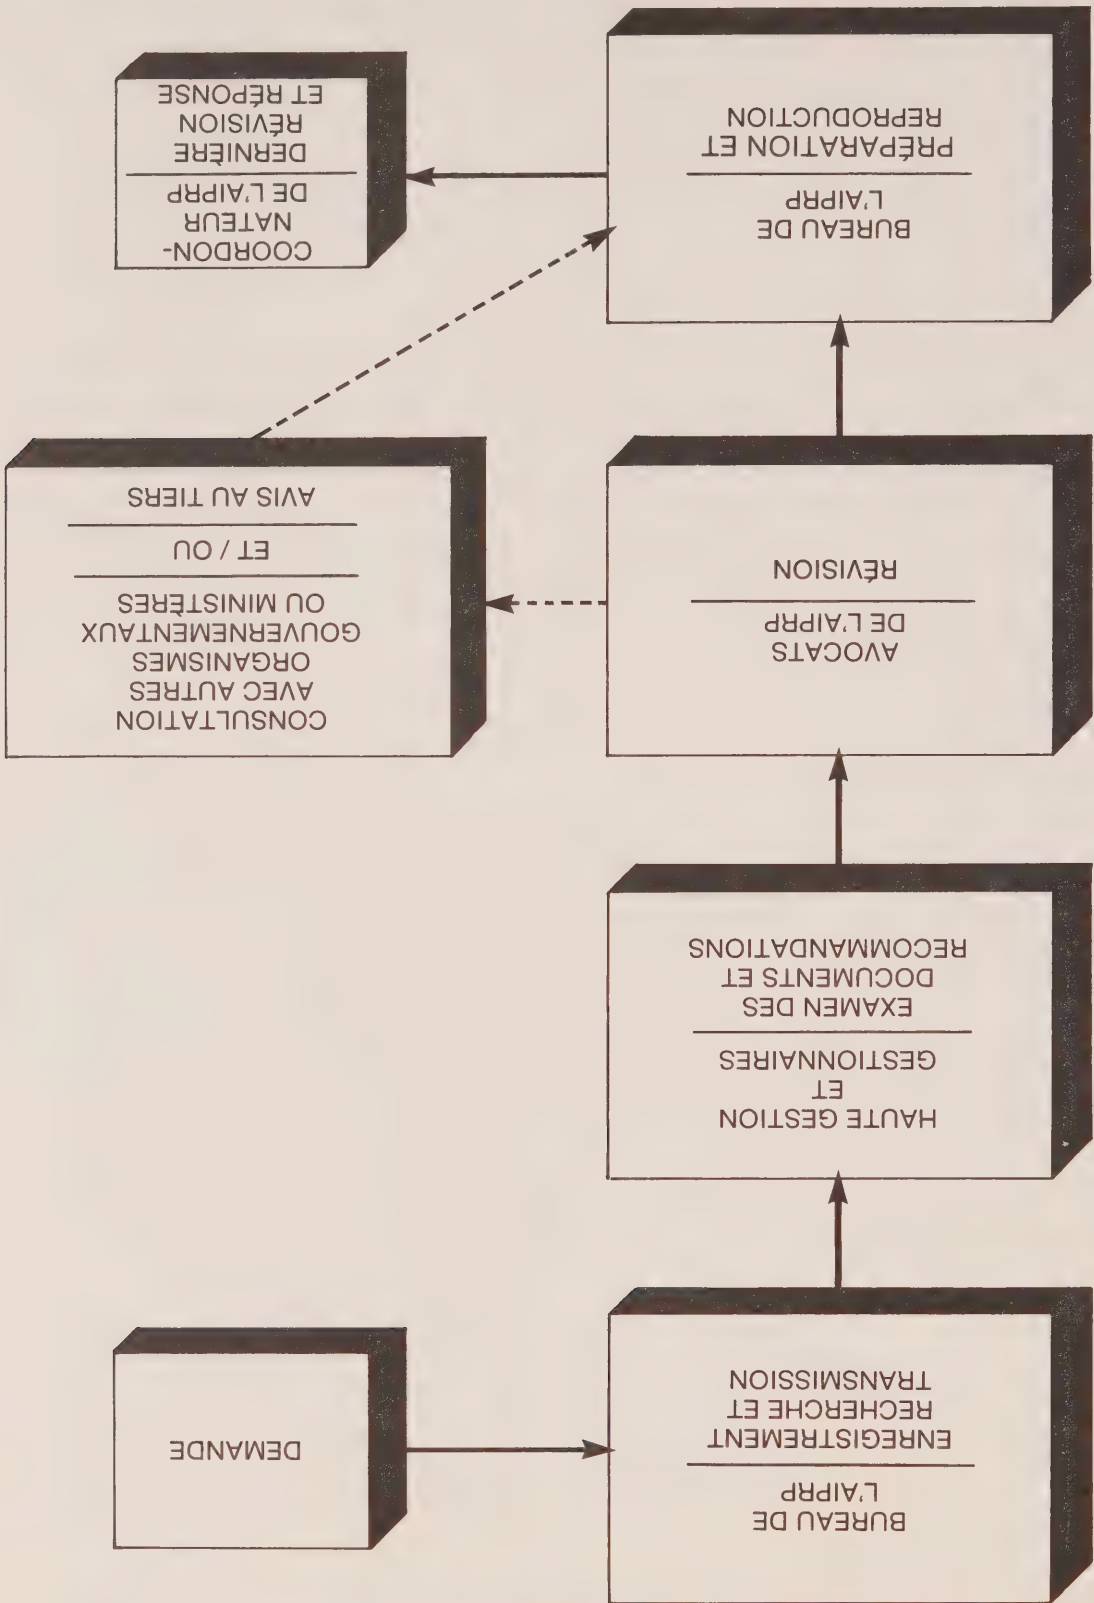 BUREAU DE
L'AIPRP
ENREGISTREMENT
RECHERCHE ET
TRANSMISSION
DEMANDE
HAUTE GESTION
ET
GESTIONNAIRES
EXAMEN DES
DOCUMENTS ET
RECOMMANDATIONS
AVOCATS
DE L'AIPRP
RÉVISION
CONSULTATION
AVEC AUTRES
ORGANISMES
GOUVERNEMENTAUX
OU MINISTÈRES
ET / OU
AVIS AU TIERS
BUREAU DE
L'AIPRP
PRÉPARATION ET
REPRODUCTION
COORDON-
NATEUR
DE L'AIPRP
DERNIÈRE
RÉVISION
ET RÉPONSE